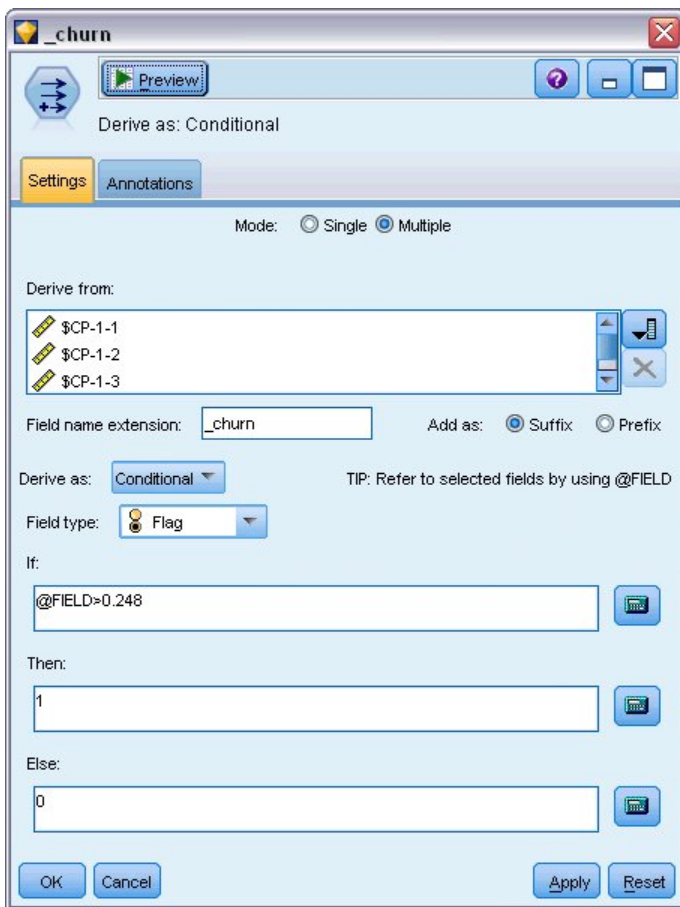 _churn
Preview
Derive as: Conditional
Settings Annotations
Mode: Single Multiple
Derive from:
$CP-1-1
$CP-1-2
$CP-1-3
Field name extension: _churn Add as: Suffix Prefix
Derive as: Conditional TIP: Refer to selected fields by using @FIELD
Field type: Flag
If:
@FIELD>0.248
Then:
1
Else:
0
OK Cancel Apply Reset